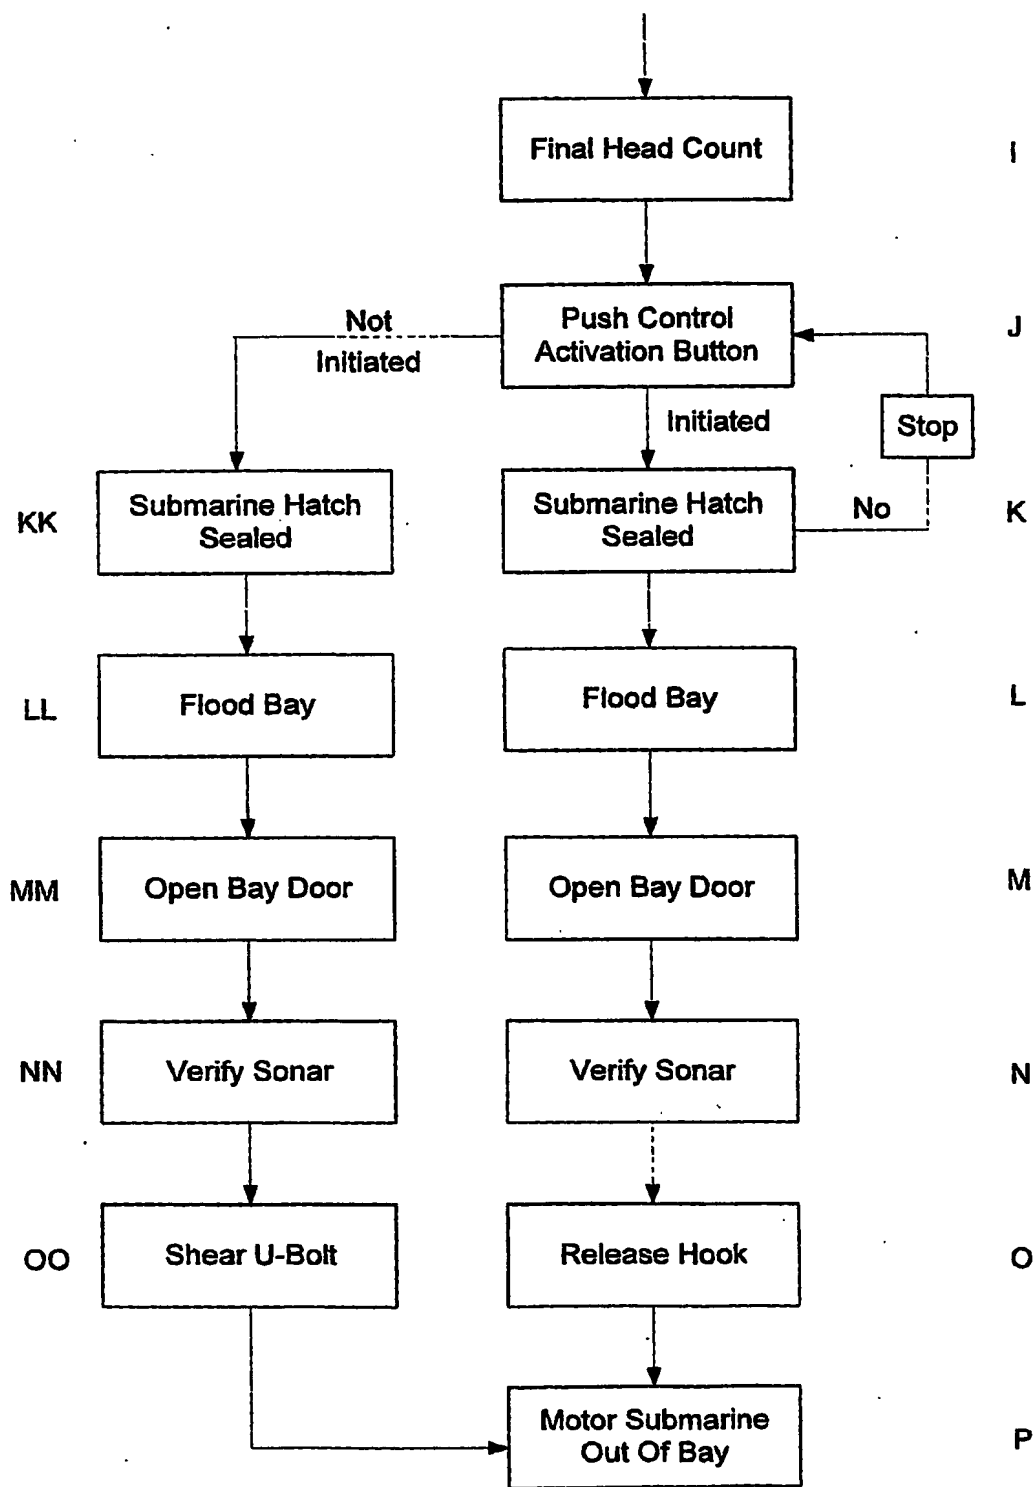 Final Head Count
I
Push Control
Activation Button
J
Not
Initiated
Initiated
Stop
KK
Submarine Hatch
Sealed
Submarine Hatch
Sealed
No
K
LL
Flood Bay
Flood Bay
L
MM
Open Bay Door
Open Bay Door
M
NN
Verify Sonar
Verify Sonar
N
OO
Shear U-Bolt
Release Hook
O
Motor Submarine
Out Of Bay
P